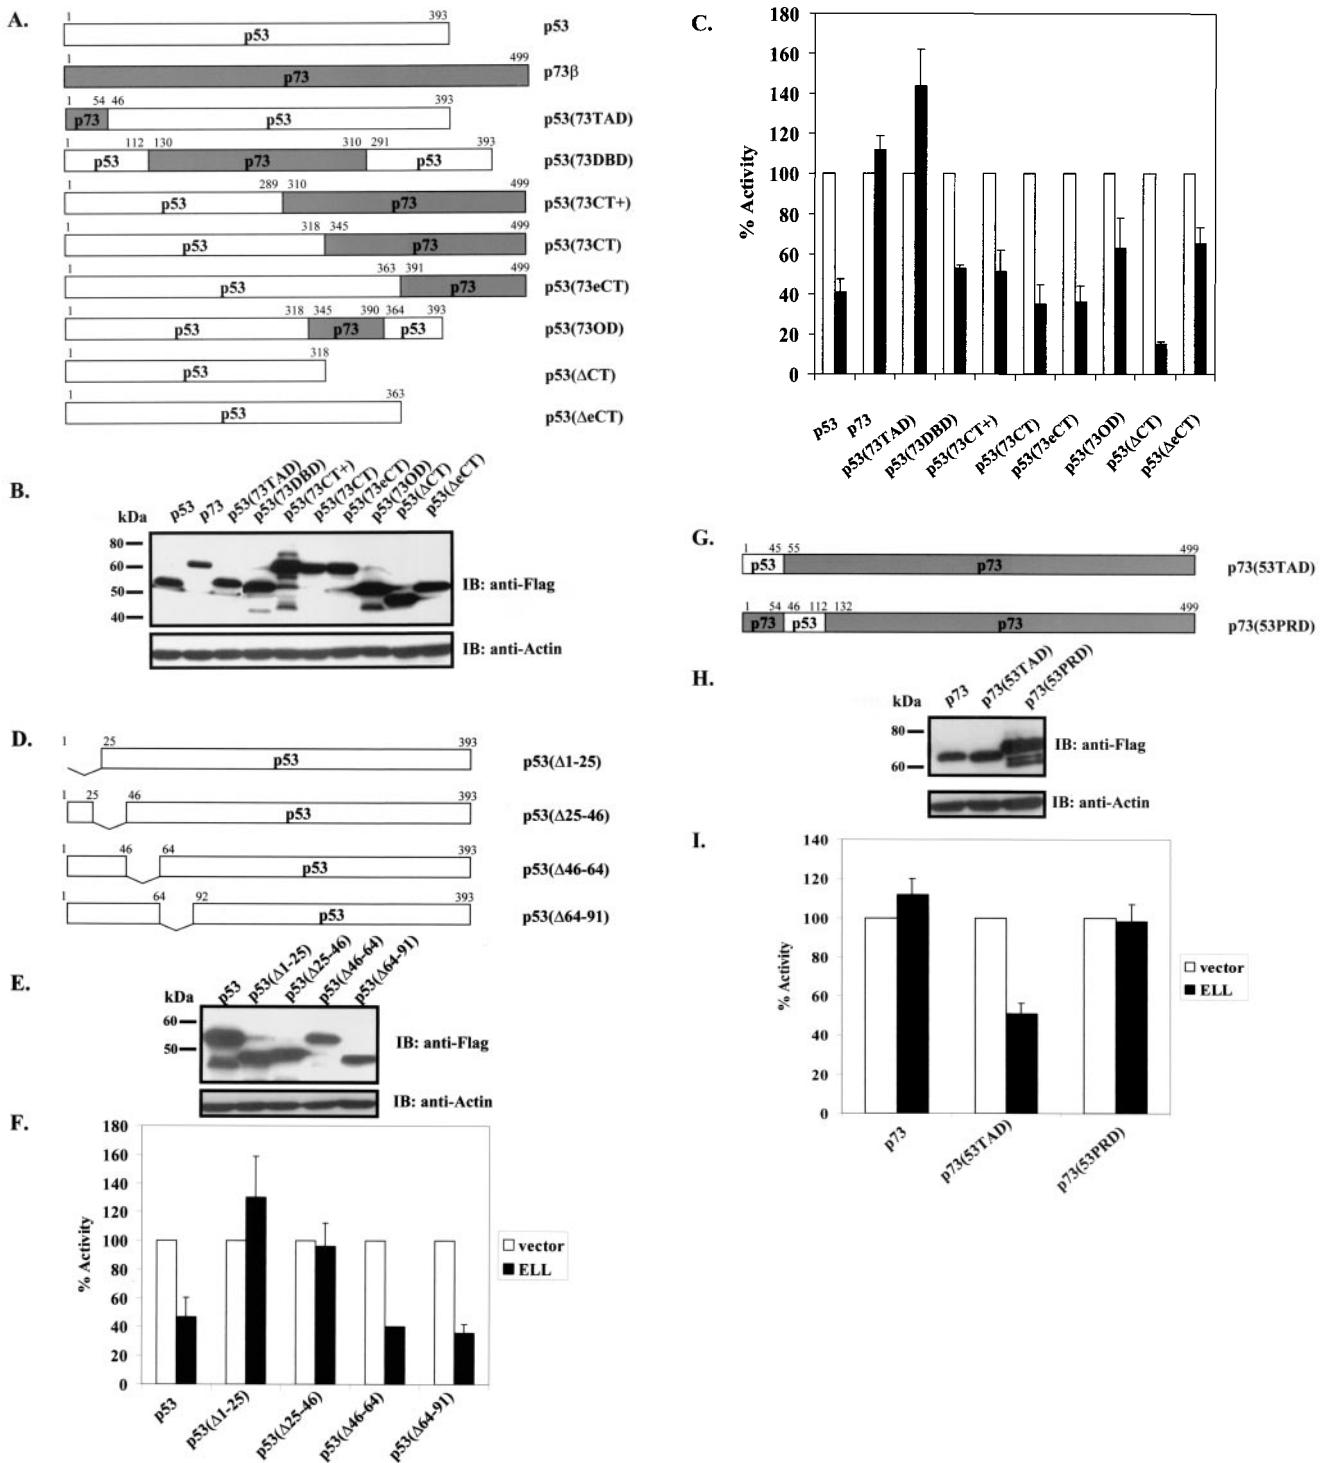 A.
1 393
p53
p53
1 499
p73
p73β
1 54 46 393
p73 p53
p53(73TAD)
1 112 130 310 291 393
p53 p73 p53
p53(73DBD)
1 289 310 499
p53 p73
p53(73CT+)
1 318 345 499
p53 p73
p53(73CT)
1 363 391 499
p53 p73
p53(73eCT)
1 318 345 390 364 393
p53 p73 p53
p53(73OD)
1 318
p53
p53(ΔCT)
1 363
p53
p53(ΔeCT)
B.
p53 p73 p53(73TAD) p53(73DBD) p53(73CT+) p53(73CT) p53(73eCT) p53(73OD) p53(ΔCT) p53(ΔeCT)
kDa
80
60
50
40
IB: anti-Flag
IB: anti-Actin
C.
% Activity
180
160
140
120
100
80
60
40
20
0
p53 p73 p53(73TAD) p53(73DBD) p53(73CT+) p53(73CT) p53(73eCT) p53(73OD) p53(ΔCT) p53(ΔeCT)
D.
1 25 393
p53
p53(Δ1-25)
1 25 46 393
p53
p53(Δ25-46)
1 46 64 393
p53
p53(Δ46-64)
1 64 92 393
p53
p53(Δ64-91)
E.
p53 p53(Δ1-25) p53(Δ25-46) p53(Δ46-64) p53(Δ64-91)
kDa
60
50
IB: anti-Flag
IB: anti-Actin
F.
% Activity
180
160
140
120
100
80
60
40
20
0
vector
ELL
p53 p53(Δ1-25) p53(Δ25-46) p53(Δ46-64) p53(Δ64-91)
G.
1 45 55 499
p53 p73
p73(53TAD)
1 54 46 112 132 499
p73 p53 p73
p73(53PRD)
H.
p73 p73(53TAD) p73(53PRD)
kDa
80
60
IB: anti-Flag
IB: anti-Actin
I.
% Activity
140
120
100
80
60
40
20
0
vector
ELL
p73 p73(53TAD) p73(53PRD)